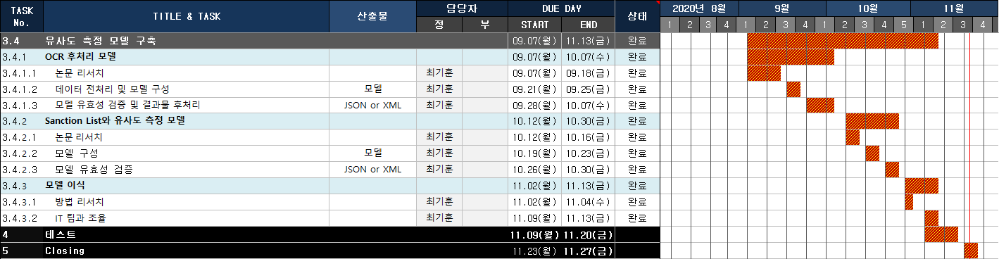 TASK No. TITLE & TASK 산출물 담당자 DUE DAY 상태 2020년 8월 9월 10월 11월
정 부 START END 1 2 3 4 1 2 3 4 1 2 3 4 5 1 2 3 4
3.4 유사도 측정 모델 구축 09.07(월) 11.13(금) 완료
3.4.1 OCR 후처리 모델 09.07(월) 10.07(수) 완료
3.4.1.1 논문 리서치 최기훈 09.07(월) 09.18(금) 완료
3.4.1.2 데이터 전처리 및 모델 구성 모델 최기훈 09.21(월) 09.25(금) 완료
3.4.1.3 모델 유효성 검증 및 결과물 후처리 JSON or XML 최기훈 09.28(월) 10.07(수) 완료
3.4.2 Sanction List와 유사도 측정 모델 10.12(월) 10.30(금) 완료
3.4.2.1 논문 리서치 최기훈 10.12(월) 10.16(금) 완료
3.4.2.2 모델 구성 모델 최기훈 10.19(월) 10.23(금) 완료
3.4.2.3 모델 유효성 검증 JSON or XML 최기훈 10.26(월) 10.30(금) 완료
3.4.3 모델 이식 11.02(월) 11.13(금) 완료
3.4.3.1 방법 리서치 최기훈 11.02(월) 11.04(수) 완료
3.4.3.2 IT 팀과 조율 최기훈 11.09(월) 11.13(금) 완료
4 테스트 11.09(월) 11.20(금)
5 Closing 11.23(월) 11.27(금)